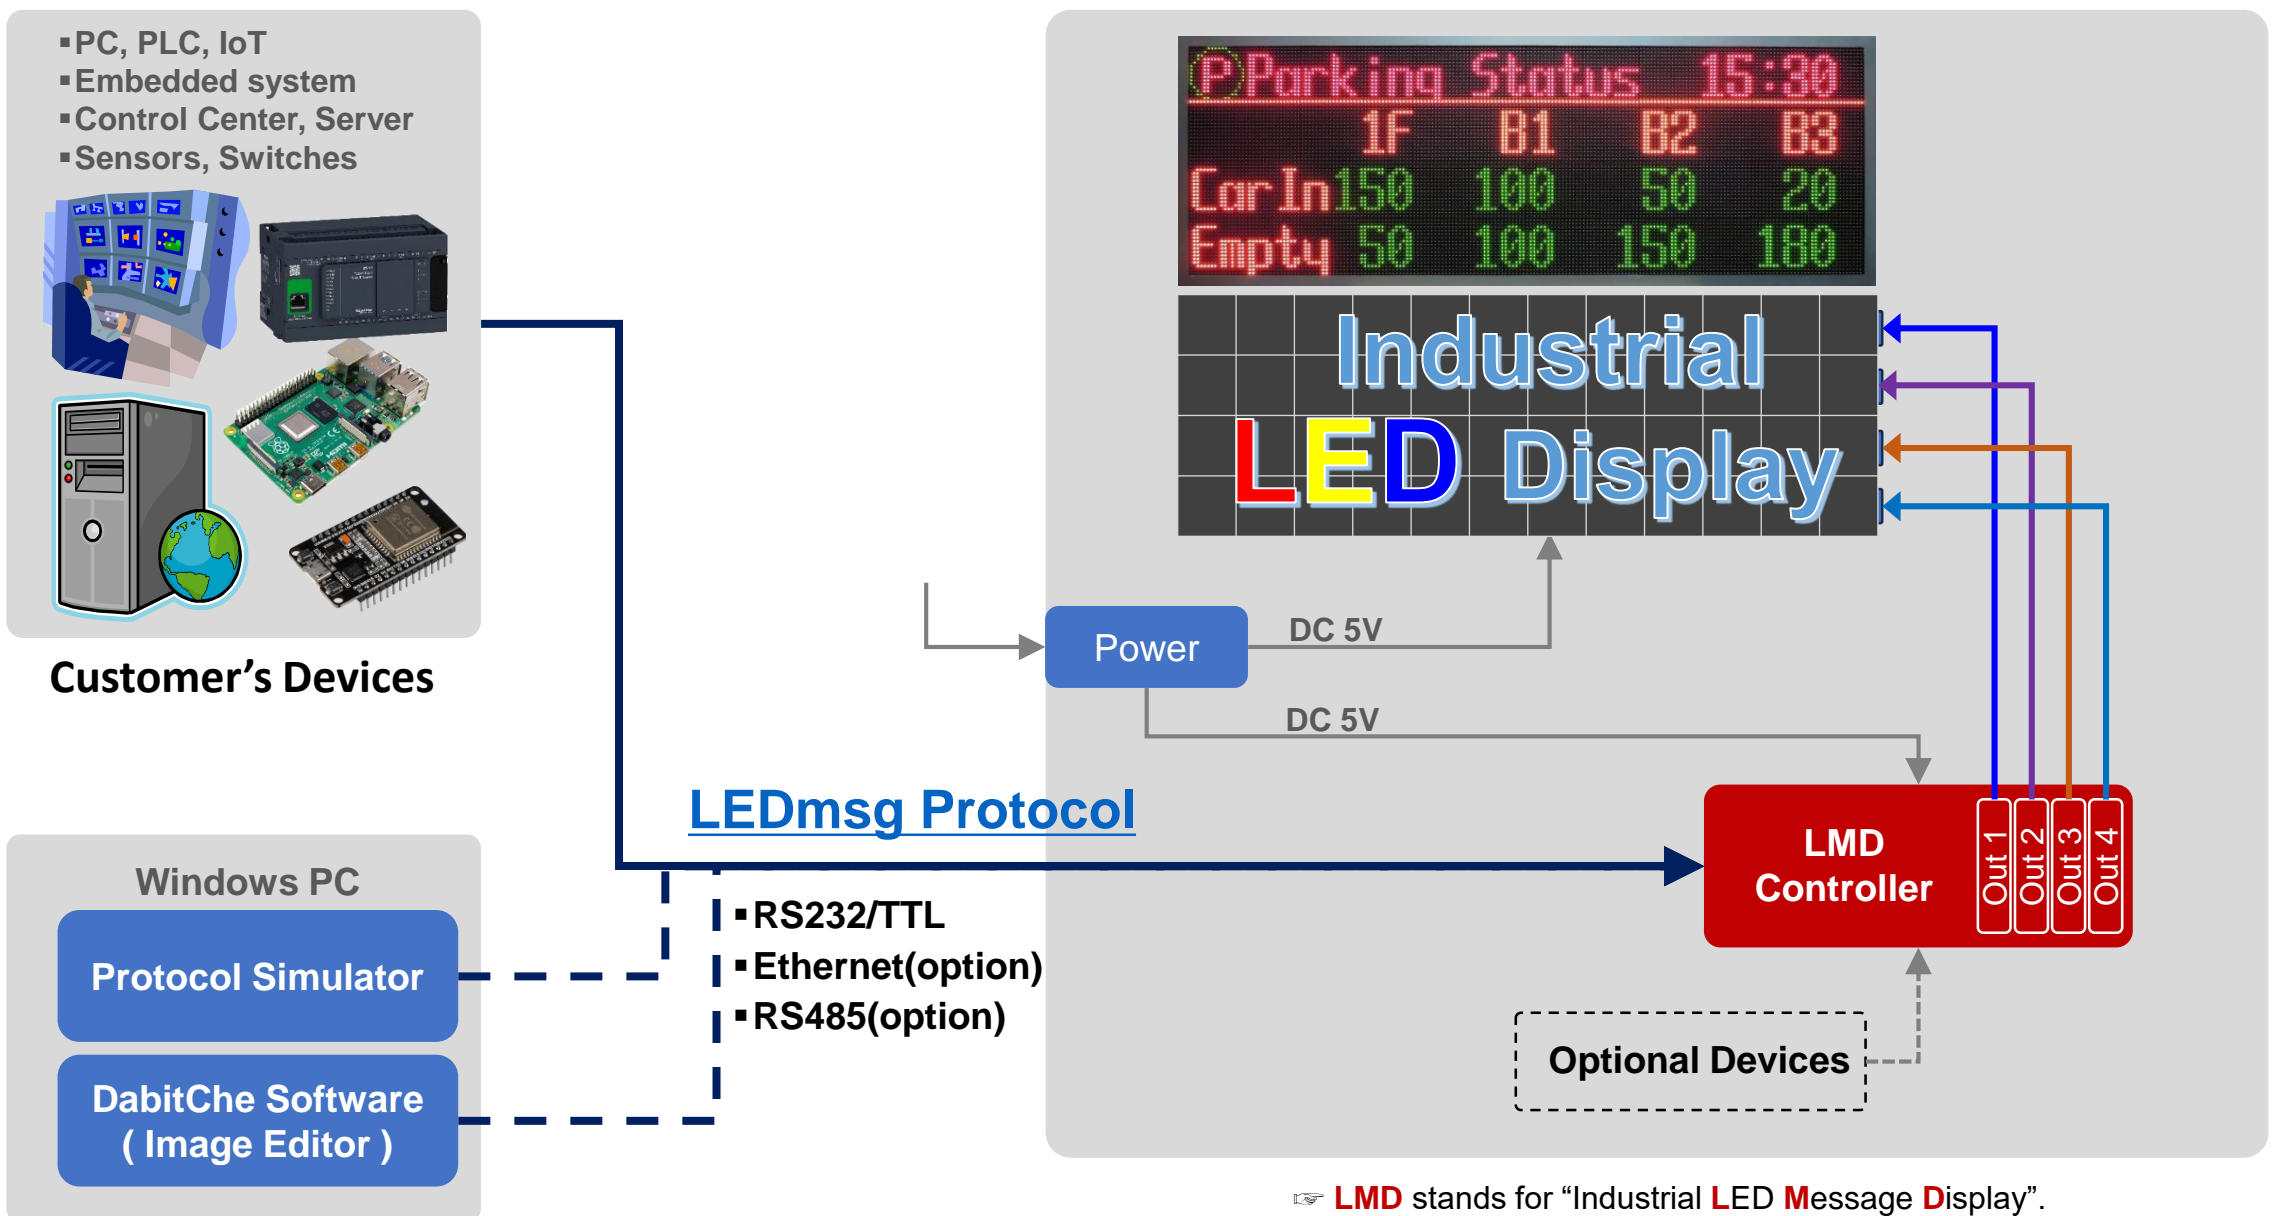 ▪PC, PLC, IoT
▪Embedded system
▪Control Center, Server
▪Sensors, Switches
Customer’s Devices
P Parking Status 15:30
1F B1 B2 B3
Car In 150 100 50 20
Empty 50 100 150 180
Industrial
LED Display
Power
DC 5V
DC 5V
LEDmsg Protocol
▪RS232/TTL
▪Ethernet(option)
▪RS485(option)
Windows PC
Protocol Simulator
DabitChe Software
( Image Editor )
LMD
Controller
Out 1
Out 2
Out 3
Out 4
Optional Devices
☞ LMD stands for “Industrial LED Message Display”.